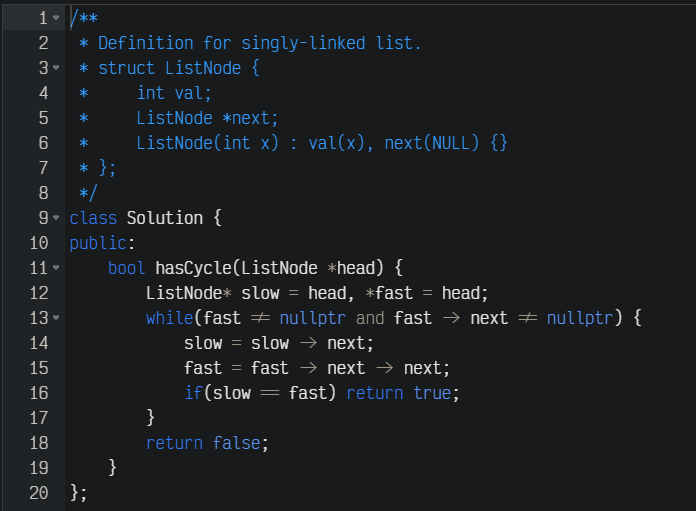 1 /**
2  * Definition for singly-linked list.
3  * struct ListNode {
4  *     int val;
5  *     ListNode *next;
6  *     ListNode(int x) : val(x), next(NULL) {}
7  * };
8  */
9 class Solution {
10 public:
11     bool hasCycle(ListNode *head) {
12         ListNode* slow = head, *fast = head;
13         while(fast != nullptr and fast -> next != nullptr) {
14             slow = slow -> next;
15             fast = fast -> next -> next;
16             if(slow == fast) return true;
17         }
18         return false;
19     }
20 };